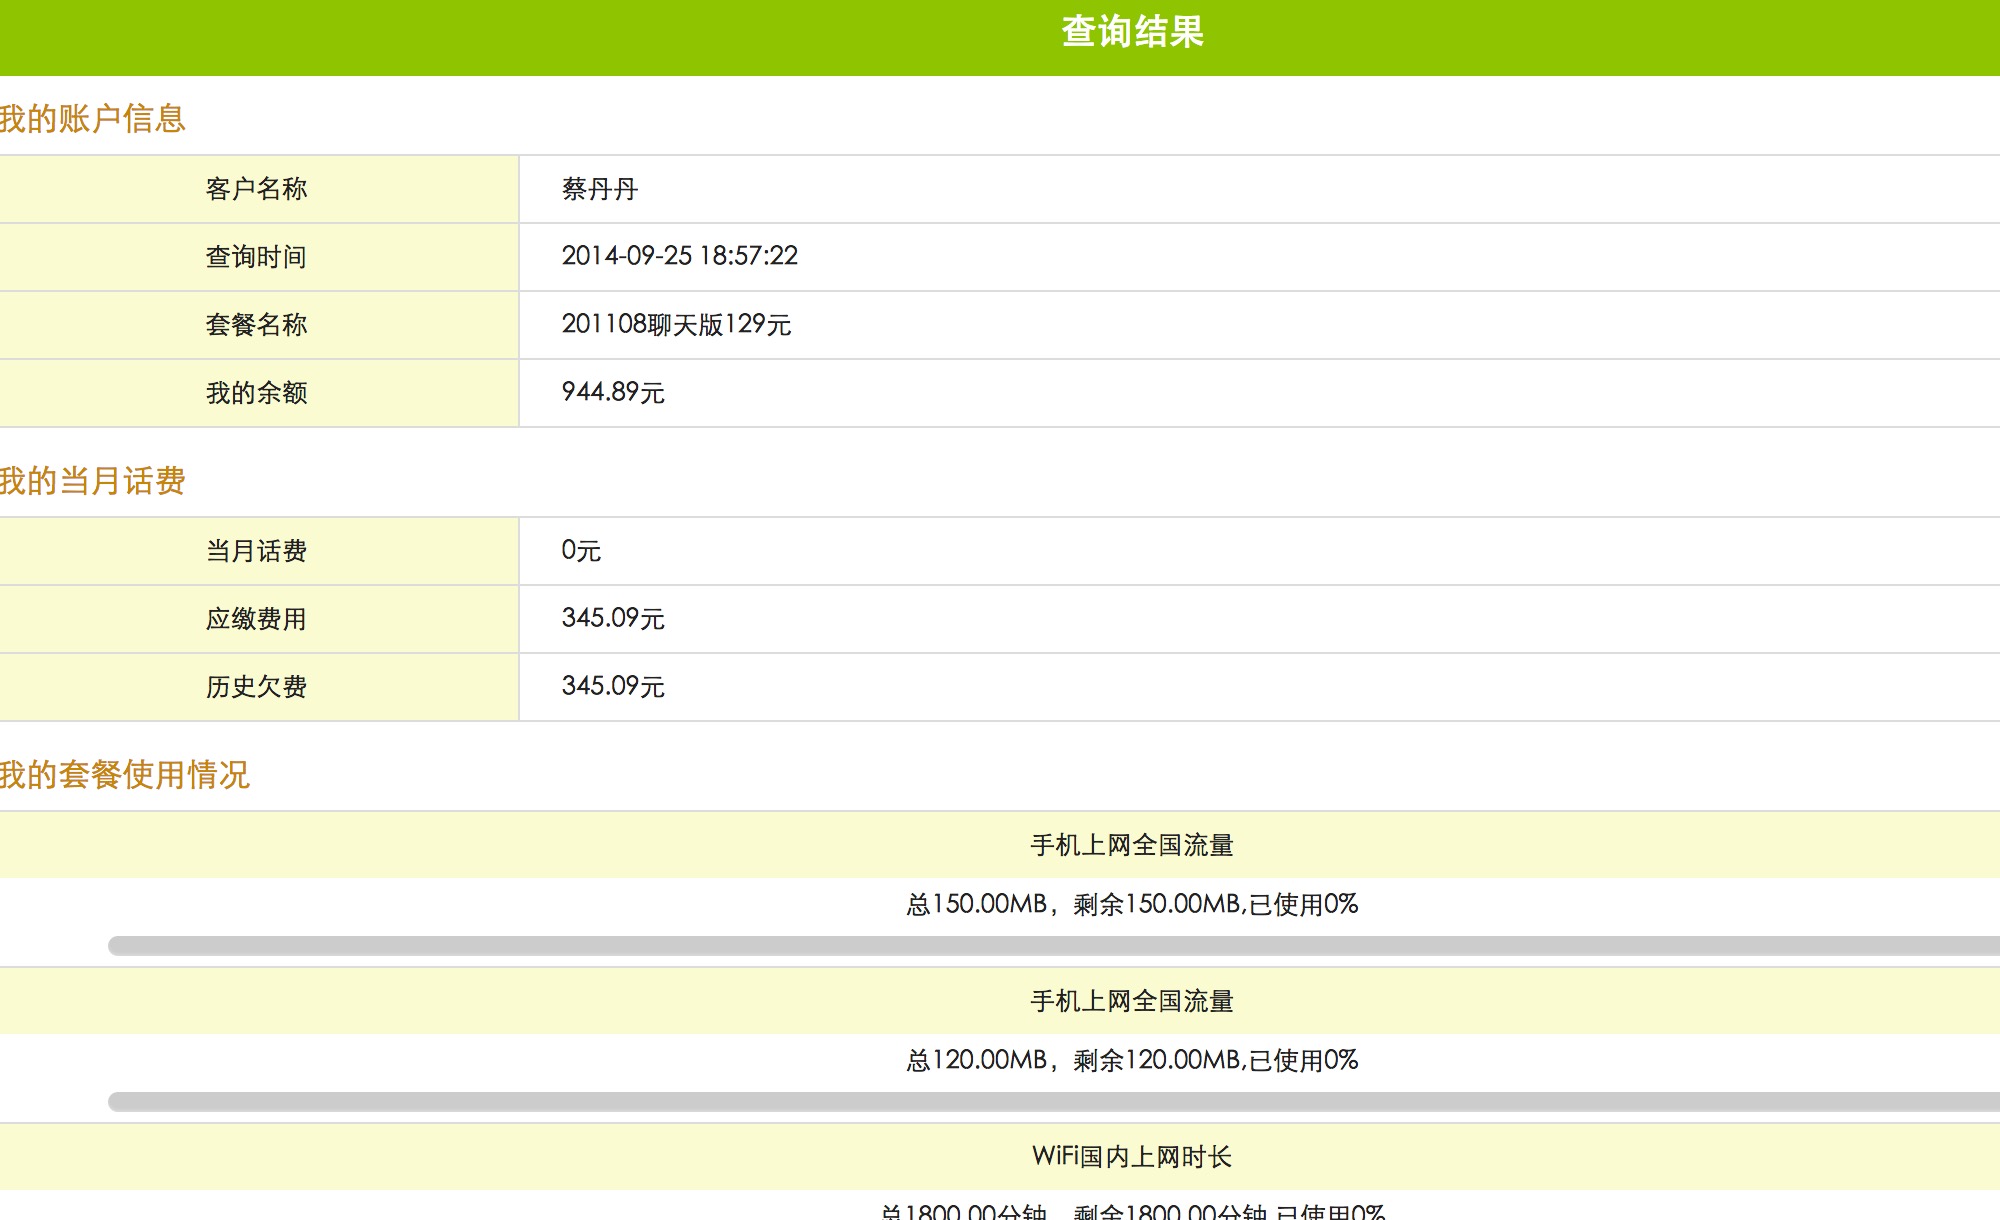 查询结果
我的账户信息
客户名称 蔡丹丹
查询时间 2014-09-25 18:57:22
套餐名称 201108聊天版129元
我的余额 944.89元
我的当月话费
当月话费 0元
应缴费用 345.09元
历史欠费 345.09元
我的套餐使用情况
手机上网全国流量
总150.00MB，剩余150.00MB,已使用0%
手机上网全国流量
总120.00MB，剩余120.00MB,已使用0%
WiFi国内上网时长
总1800.00分钟，剩余1800.00分钟,已使用0%